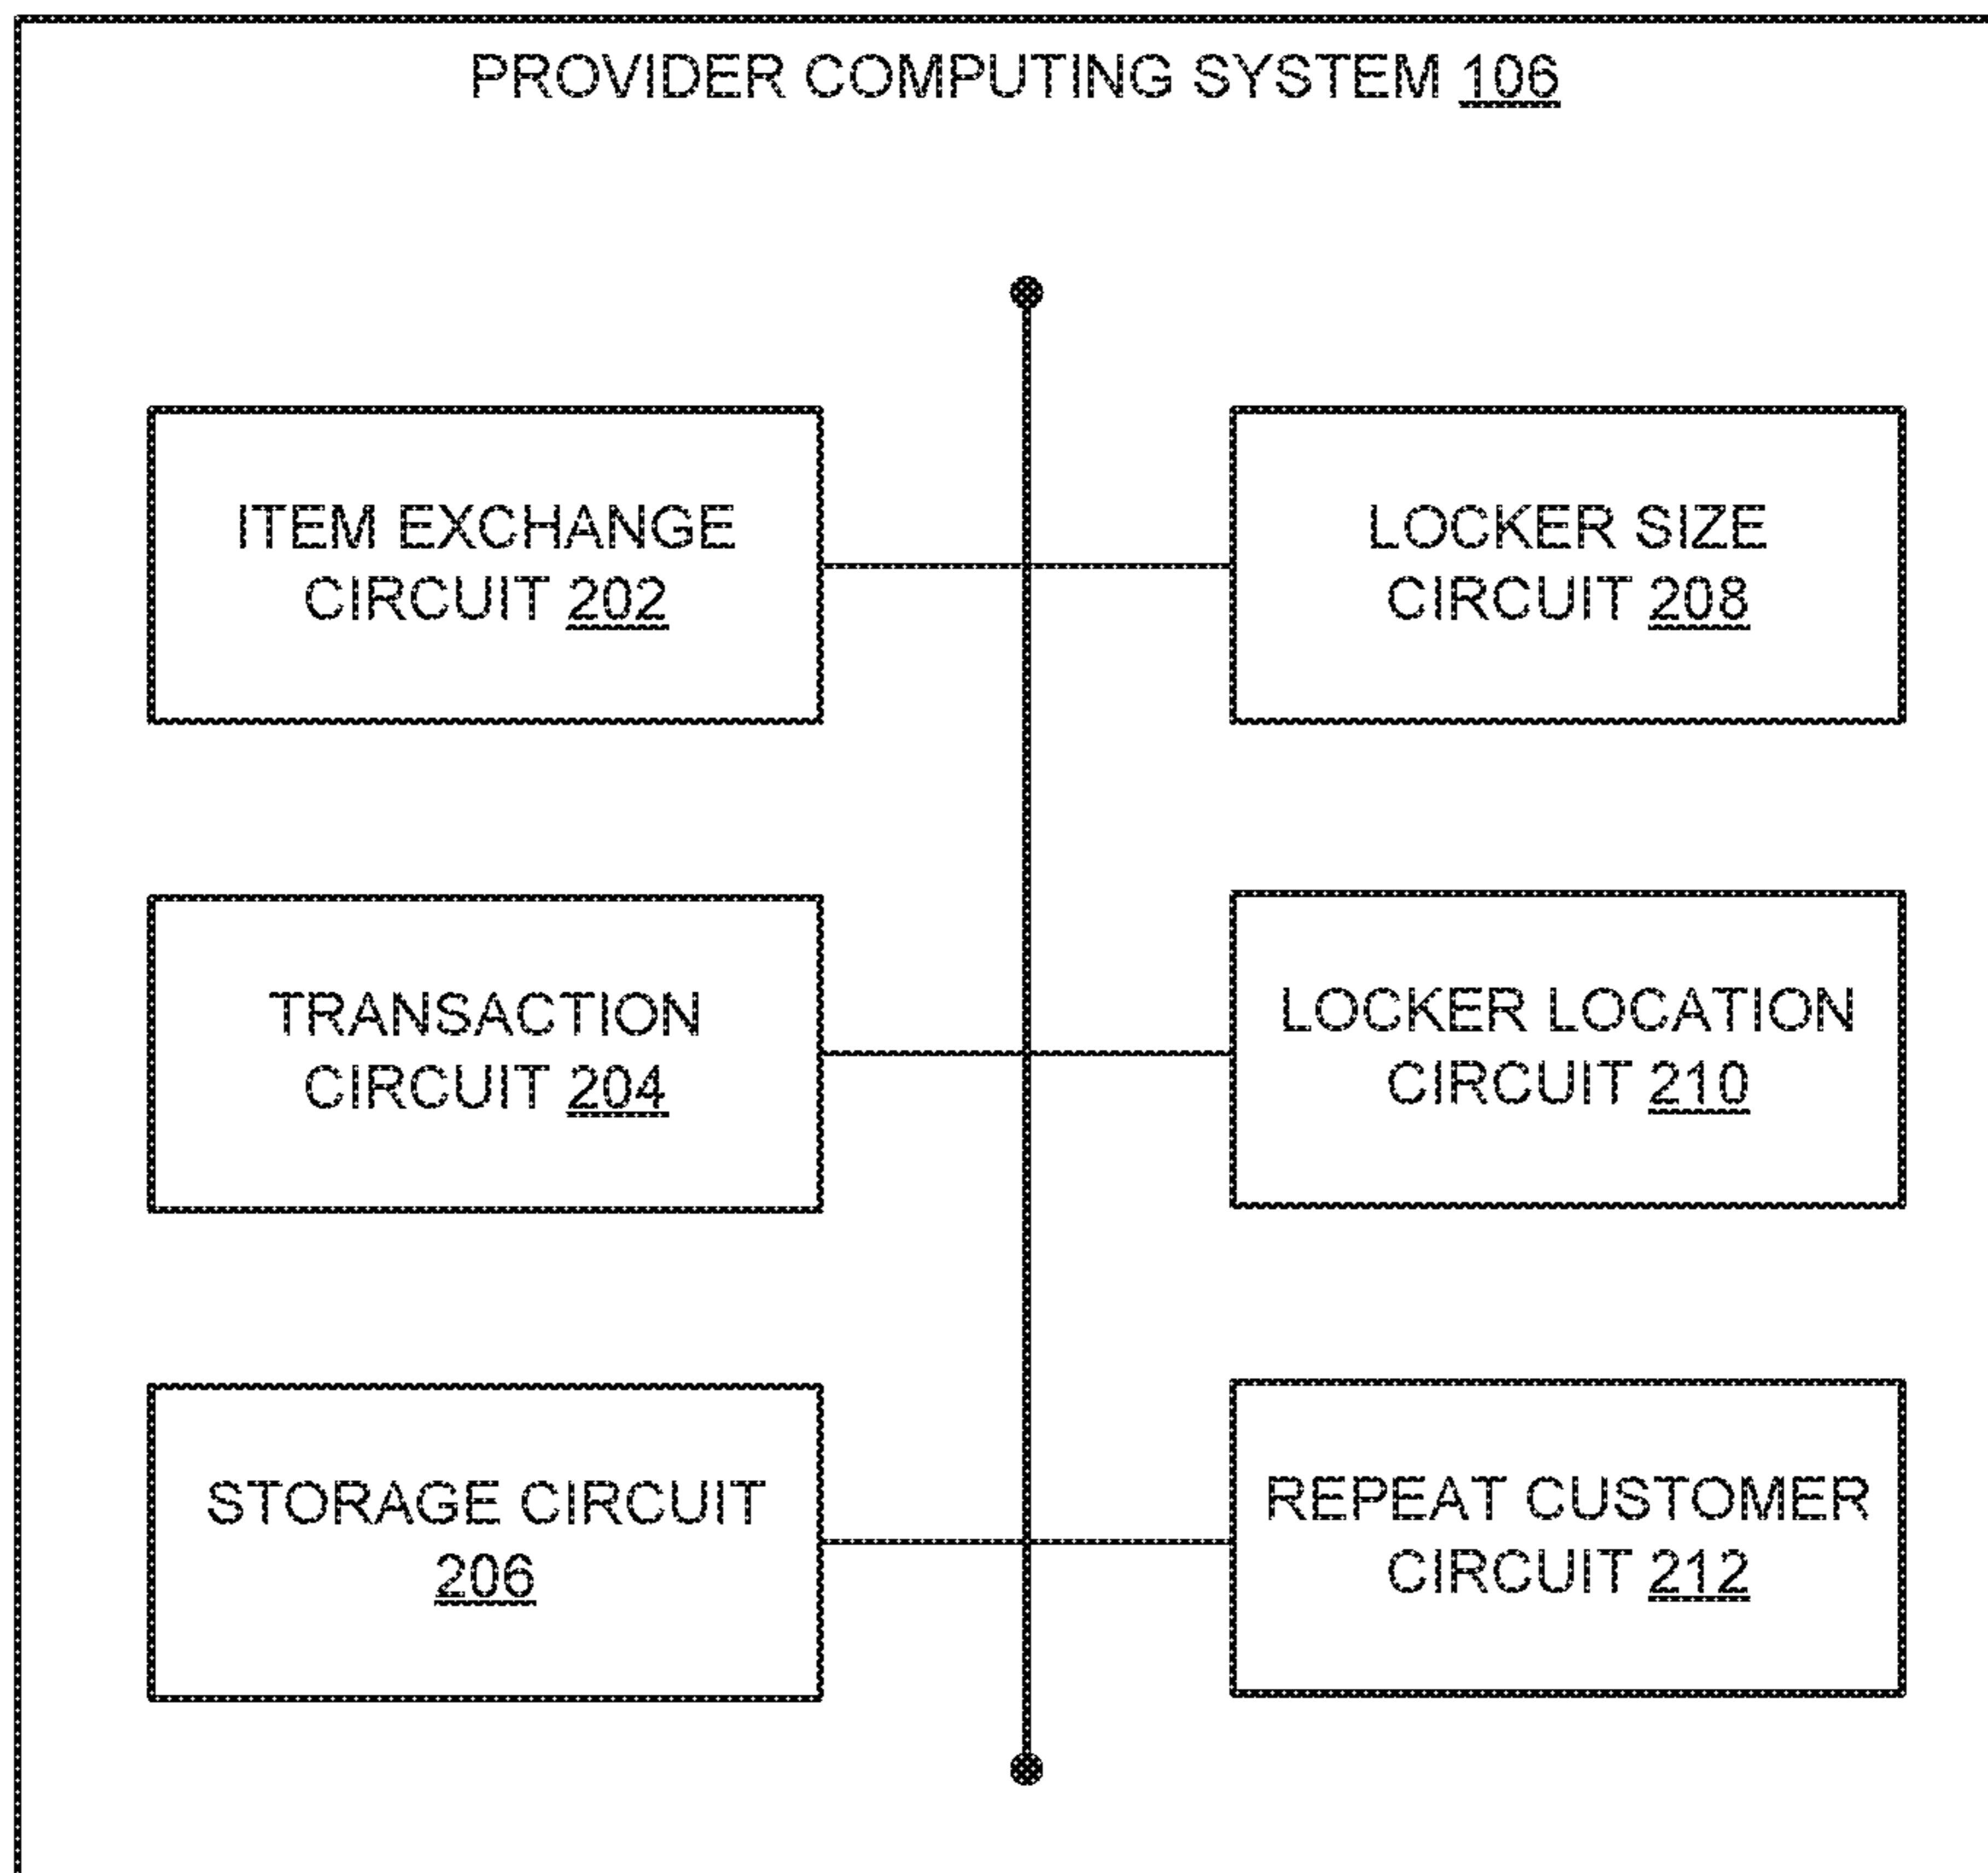 PROVIDER COMPUTING SYSTEM 106
ITEM EXCHANGE
CIRCUIT 202
LOCKER SIZE
CIRCUIT 208
TRANSACTION
CIRCUIT 204
LOCKER LOCATION
CIRCUIT 210
STORAGE CIRCUIT
206
REPEAT CUSTOMER
CIRCUIT 212